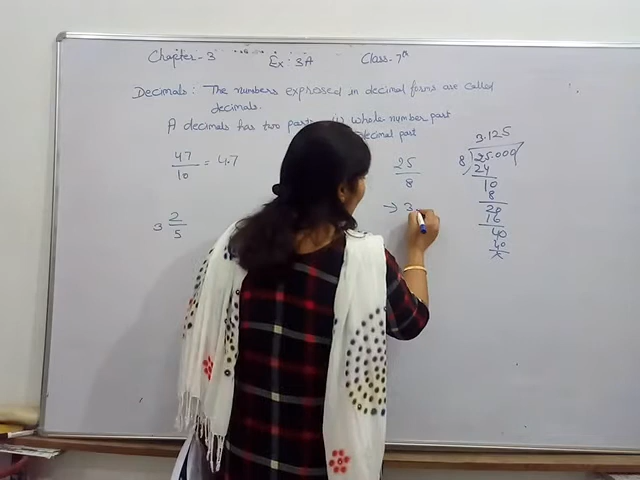 Chapter-3 Ex: 3A Class-7th
Decimals: The numbers expressed in decimal forms are called
decimals.
A decimals has two part whole number part
decimal part
47/10 = 4.7
3 2/5
25/8
→ 3
3.125
8 25.000
24
10
8
20
16
40
40
x